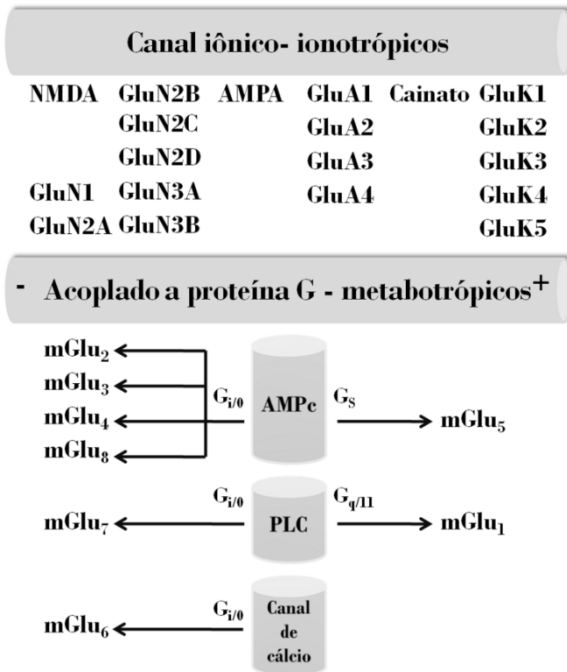 Canal iônico- ionotrópicos
NMDA GluN2B AMPA GluA1 Cainato GluK1
GluN2C GluA2 GluK2
GluN2D GluA3 GluK3
GluN1 GluN3A GluA4 GluK4
GluN2A GluN3B GluK5
- Acoplado a proteína G - metabotrópicos+
mGlu₂
mGlu₃
mGlu₄ Gi/0 AMPc GS mGlu₅
mGlu₈
mGlu₇ Gi/0 PLC Gq/11 mGlu₁
mGlu₆ Gi/0 Canal
de
cálcio